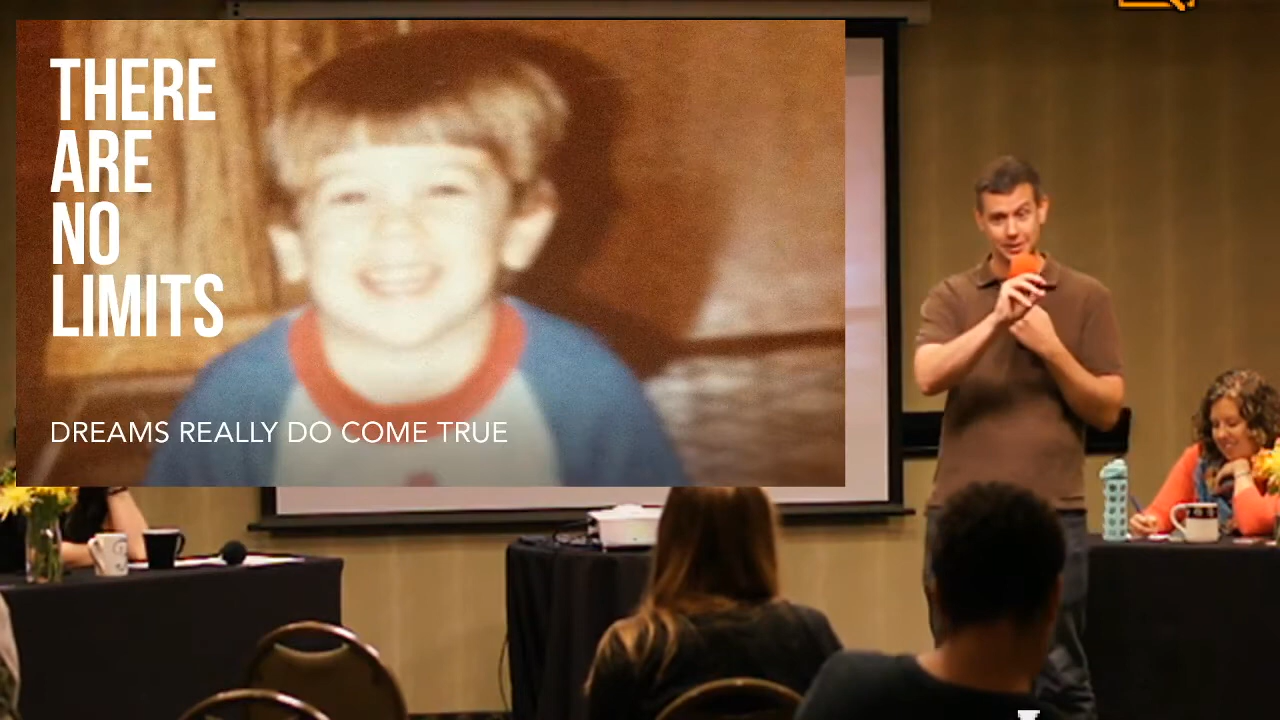 THERE
ARE
NO
LIMITS
DREAMS REALLY DO COME TRUE